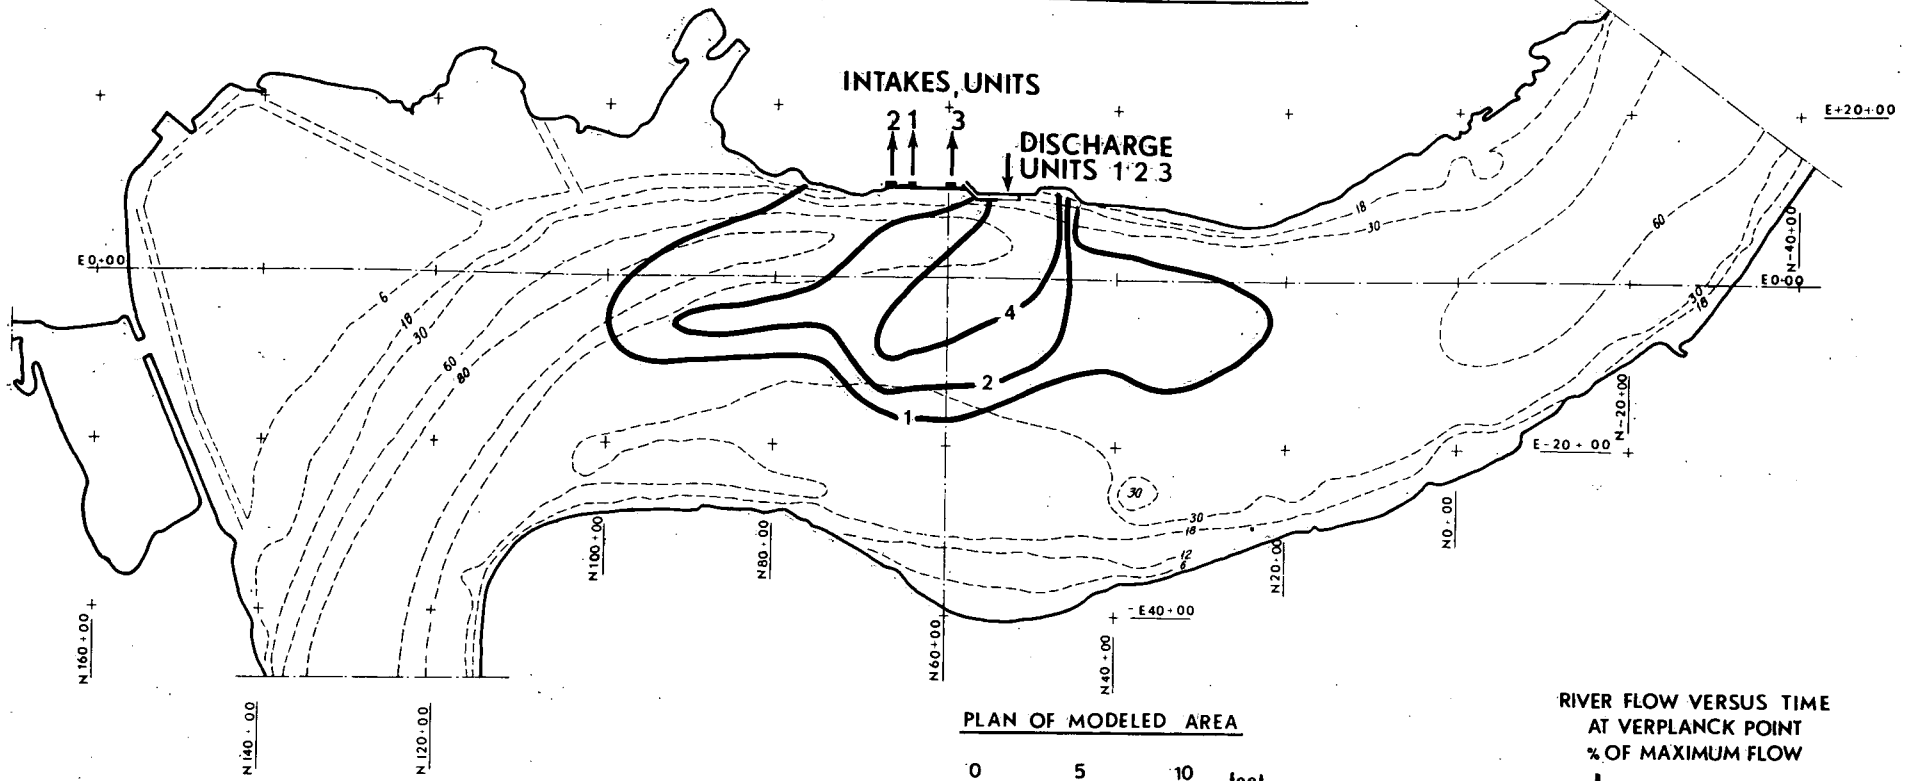 INTAKES, UNITS
2 1 3
DISCHARGE
UNITS 1 2 3
E+20+00
18
30
60
N-40+00
E0+00
E0+00
6
18
30
60
80
4
2
1
30
18
N-20+00
E-20+00
30
30
18
12
6
N100+00
N80+00
N0+00
N20+00
-E40+00
N160+00
N60+00
N40+00
N140+00
N120+00
PLAN OF MODELED AREA
0 5 10 feet
RIVER FLOW VERSUS TIME
AT VERPLANCK POINT
% OF MAXIMUM FLOW